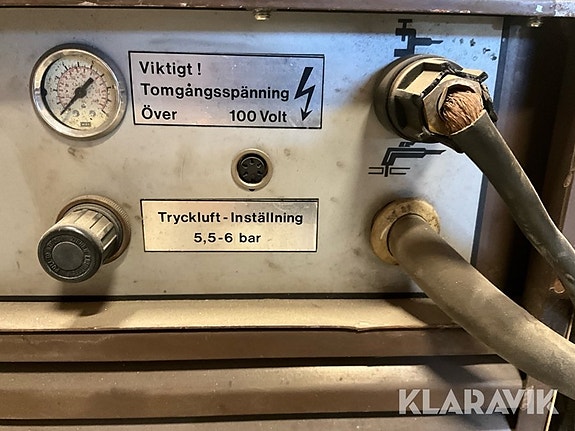 Viktigt !
Tomgångsspänning
Över 100 Volt
Tryckluft - Inställning
5,5-6 bar
KLARAVIK